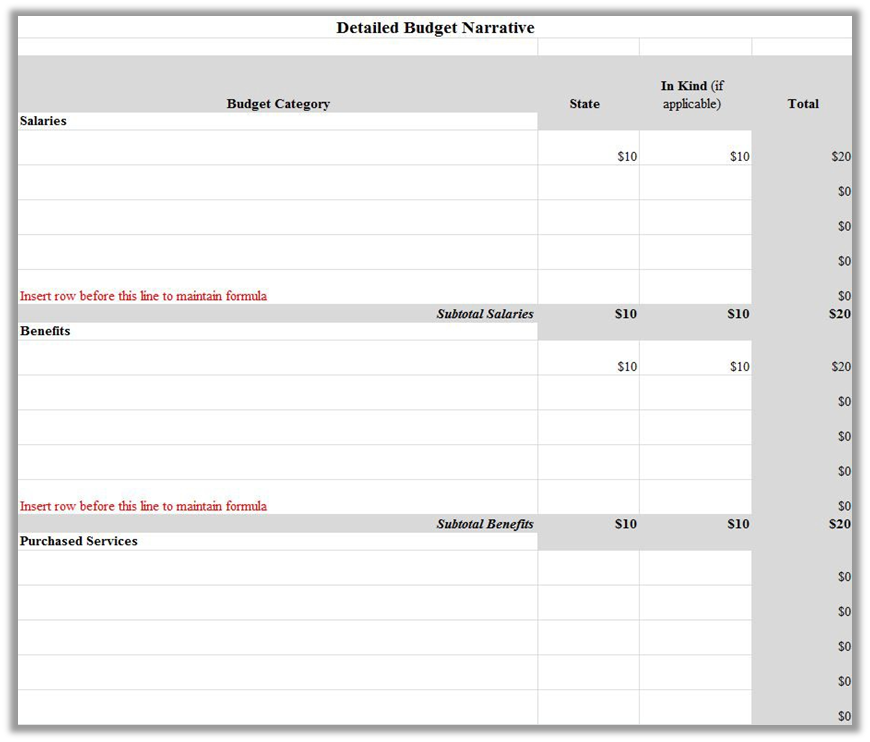 Detailed Budget Narrative
In Kind (if
Budget Category State applicable) Total
Salaries
$10 $10 $20
$0
$0
$0
Insert row before this line to maintain formula $0
Subtotal Salaries $10 $10 $20
Benefits
$10 $10 $20
$0
$0
$0
Insert row before this line to maintain formula $0
Subtotal Benefits $10 $10 $20
Purchased Services
$0
$0
$0
$0
$0